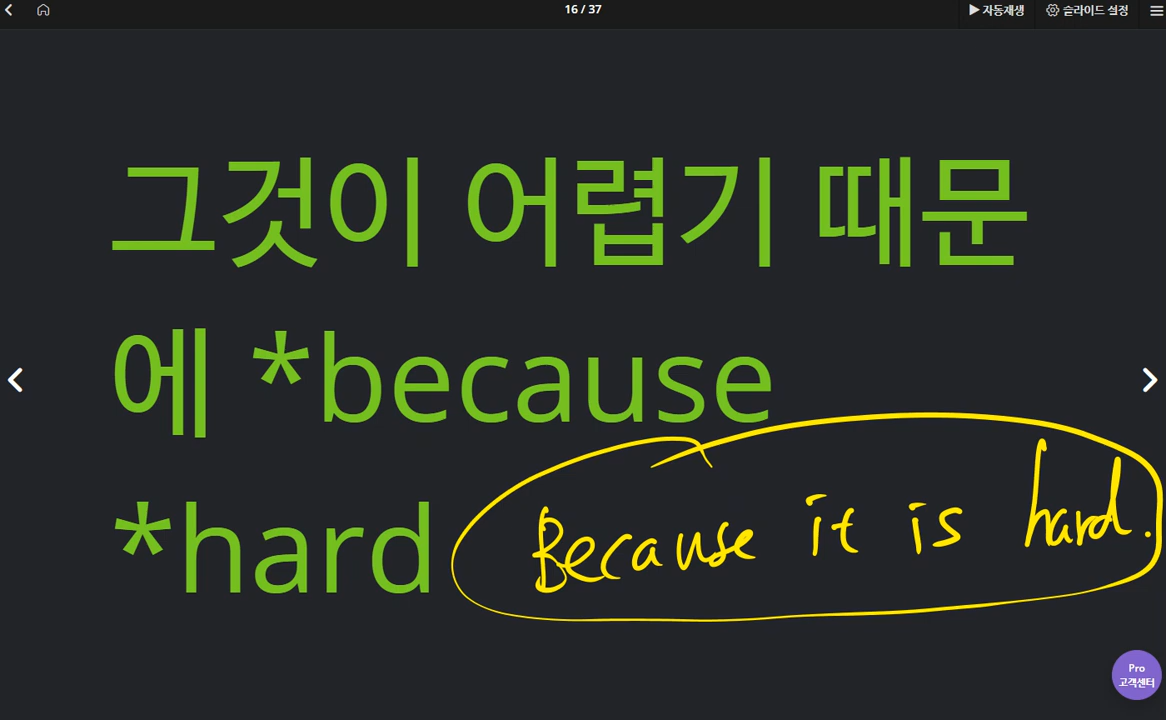 16 / 37
▶ 자동재생
슬라이드 설정
그것이 어렵기 때문
에 *because
*hard
Because it is hard.
Pro
고객센터